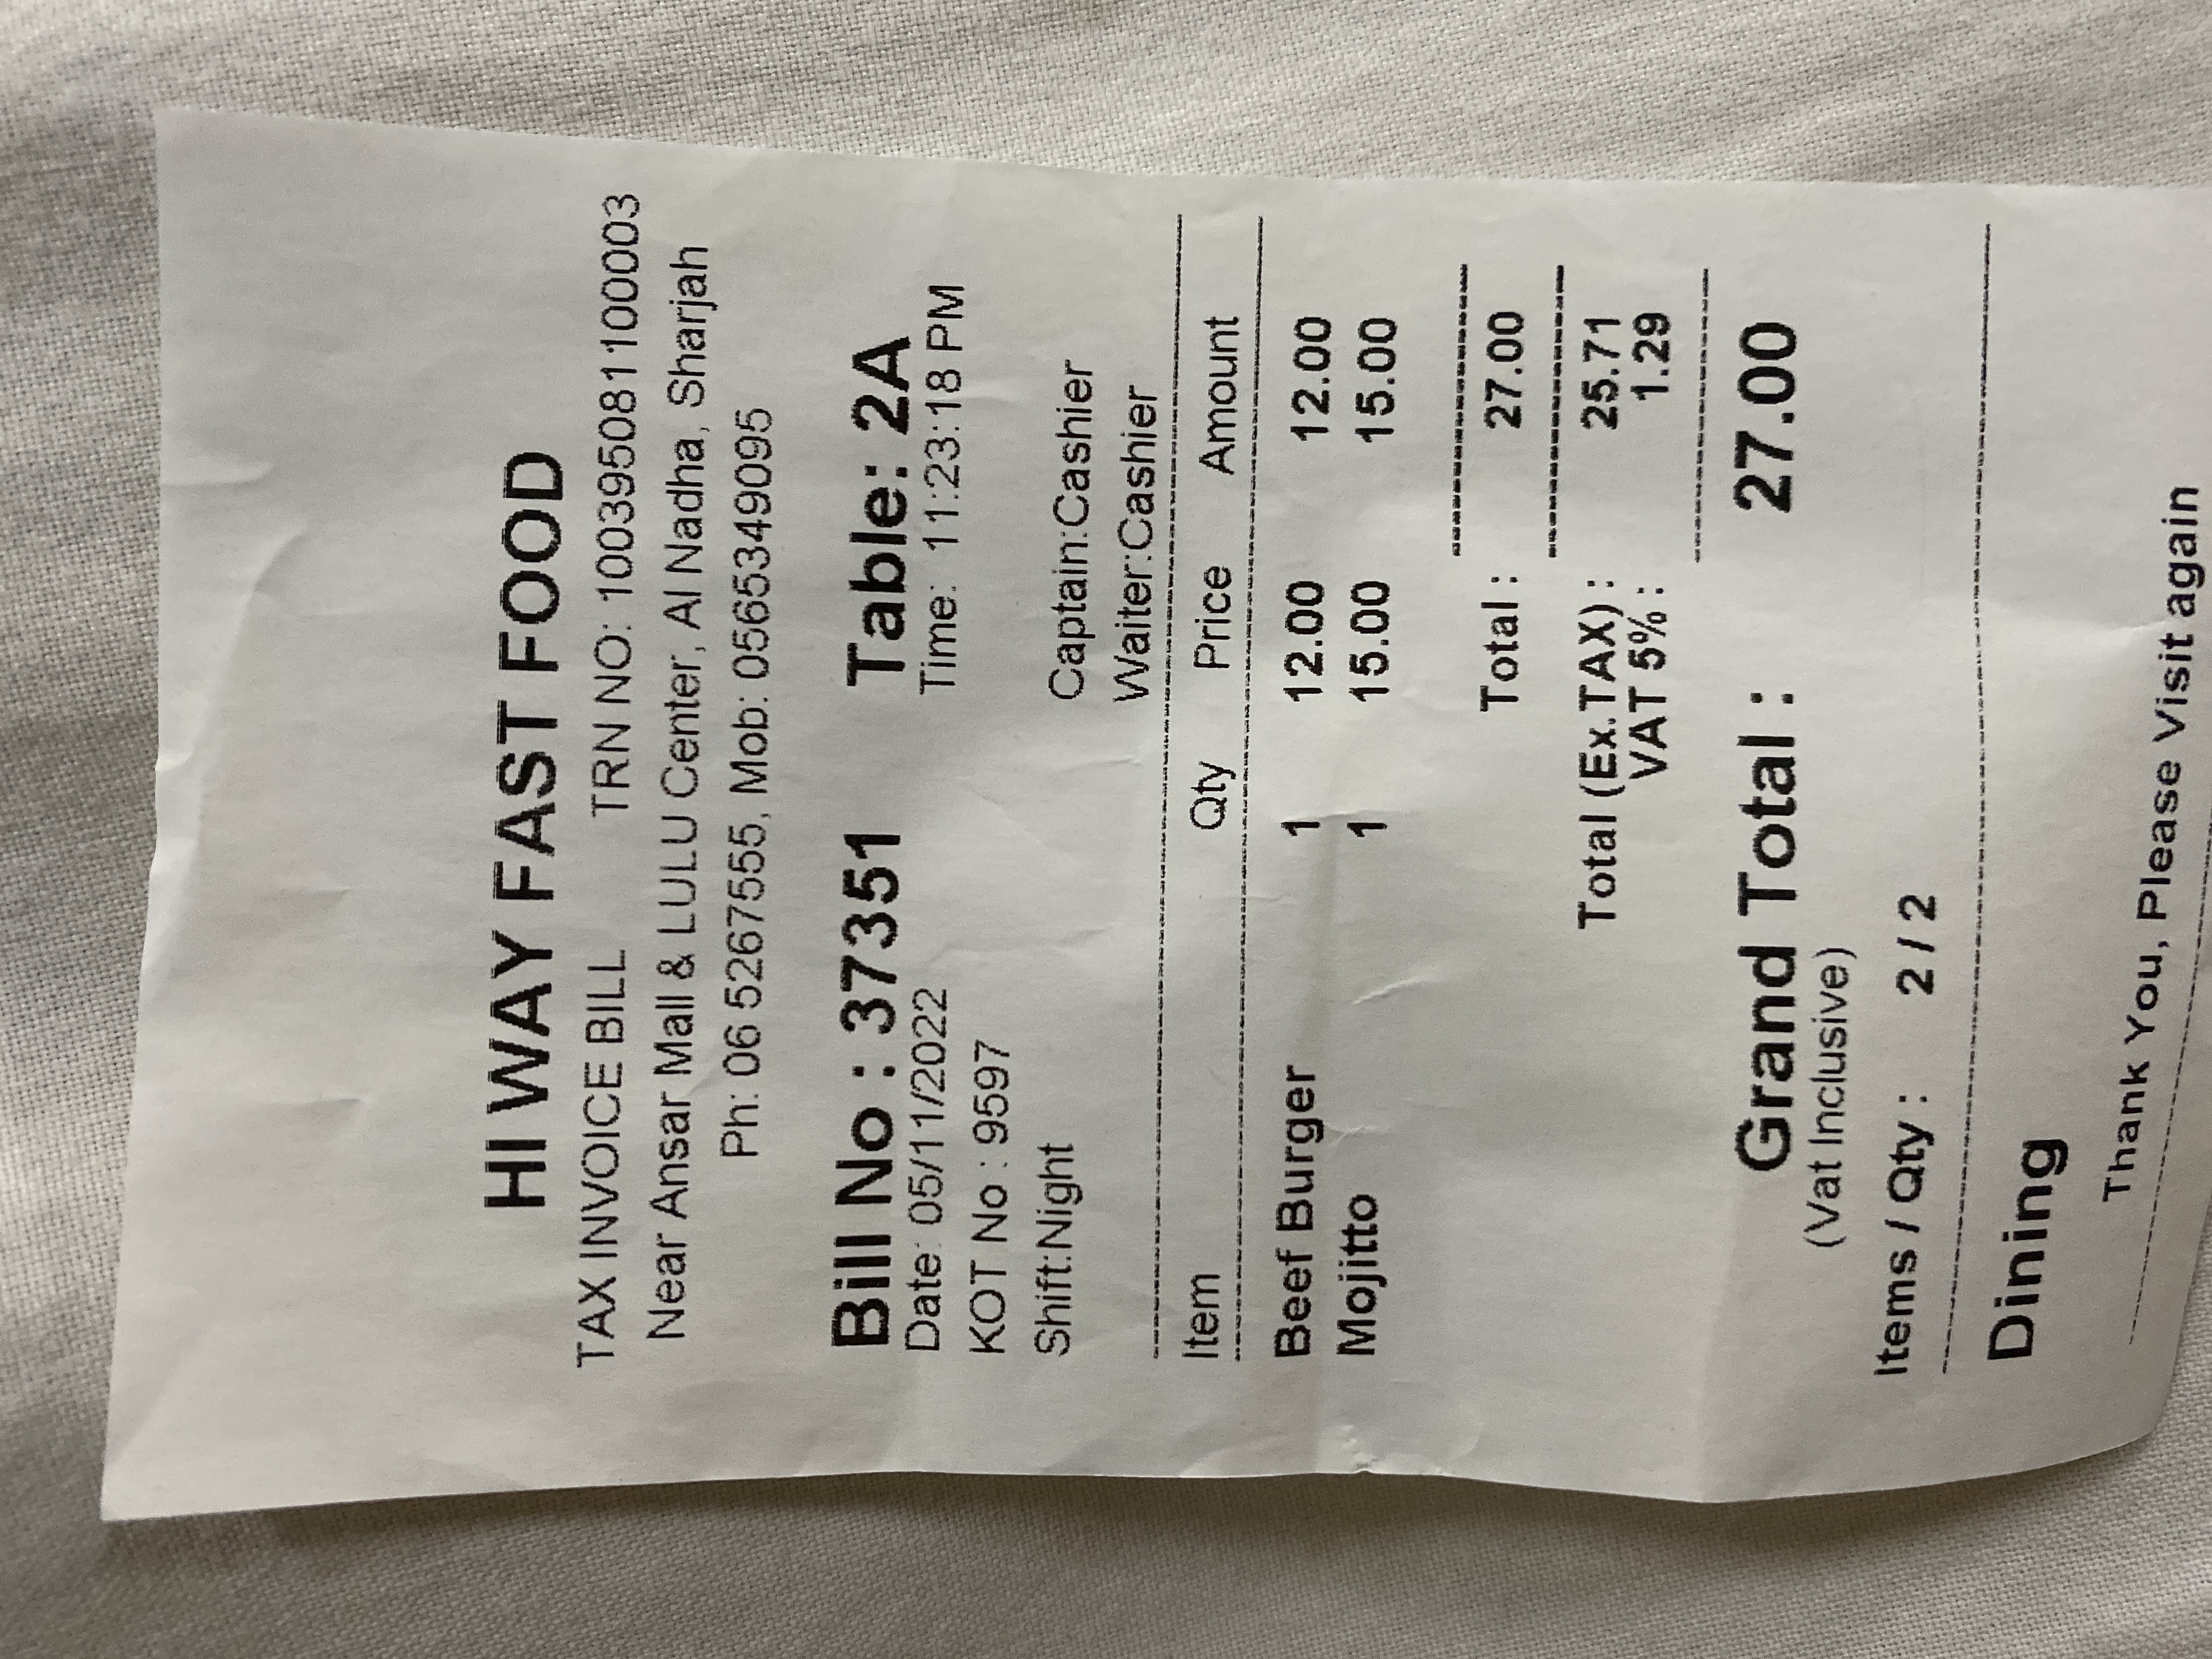 HI WAY FAST FOOD
TAX INVOICE BILL TRN NO: 100395081100003
Near Ansar Mall & LULU Center, Al Nadha, Sharjah
Ph: 06 5267555, Mob: 0565349095
Bill No : 37351 Table: 2A
Date: 05/11/2022 Time: 11:23:18 PM
KOT No : 9597
Captain:Cashier
Shift:Night Waiter:Cashier
Item Qty Price Amount
Beef Burger 1 12.00 12.00
Mojitto 1 15.00 15.00
Total : 27.00
Total (Ex.TAX) : 25.71
VAT 5% : 1.29
Grand Total : 27.00
(Vat Inclusive)
Items / Qty : 2 / 2
Dining
Thank You, Please Visit again